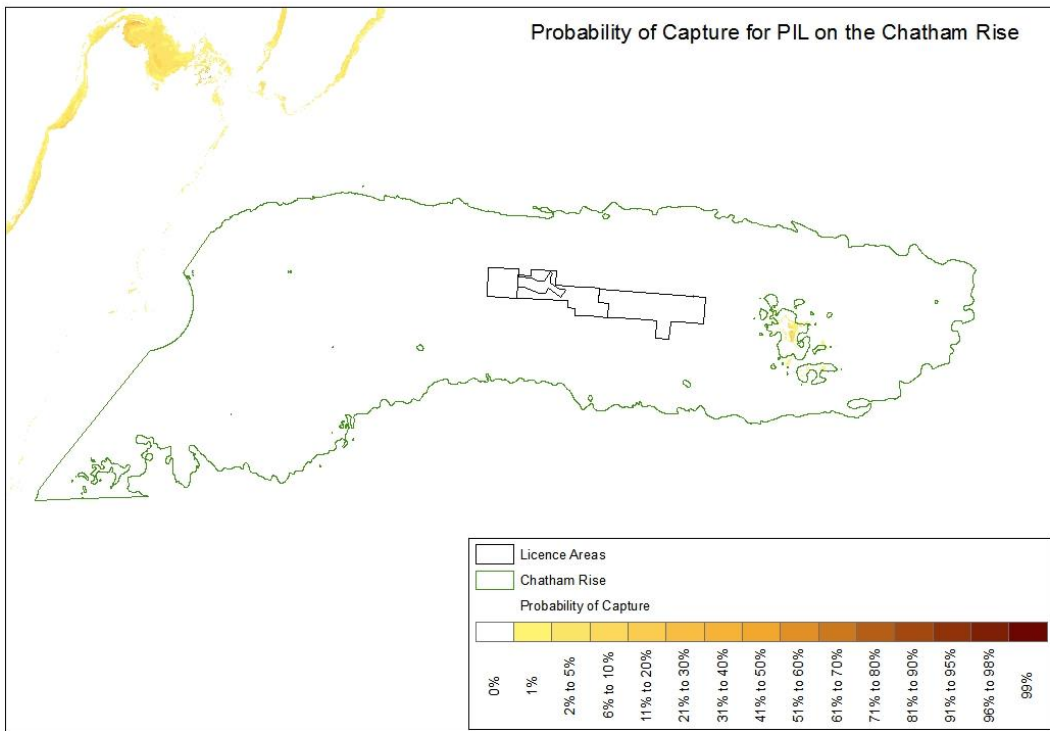 Probability of Capture for PIL on the Chatham Rise
Licence Areas
Chatham Rise
Probability of Capture
0%
1%
2% to 5%
6% to 10%
11% to 20%
21% to 30%
31% to 40%
41% to 50%
51% to 60%
61% to 70%
71% to 80%
81% to 90%
91% to 95%
96% to 98%
99%